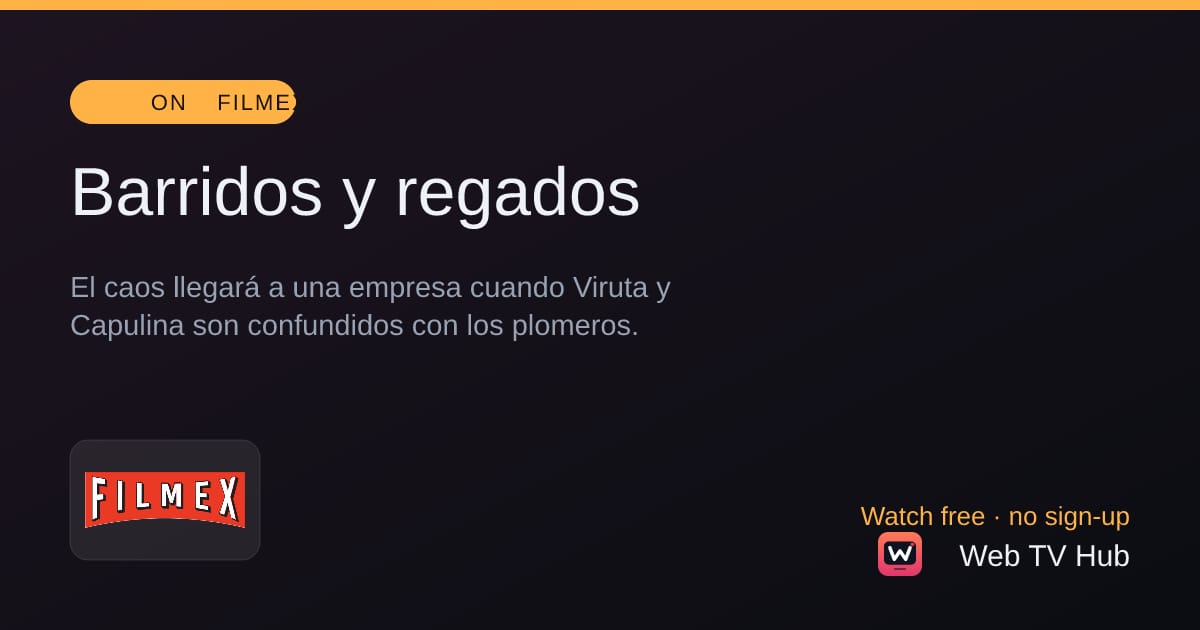 ON FILME
Barridos y regados
El caos llegará a una empresa cuando Viruta y
Capulina son confundidos con los plomeros.
FILMEX
Watch free · no sign-up
W
Web TV Hub